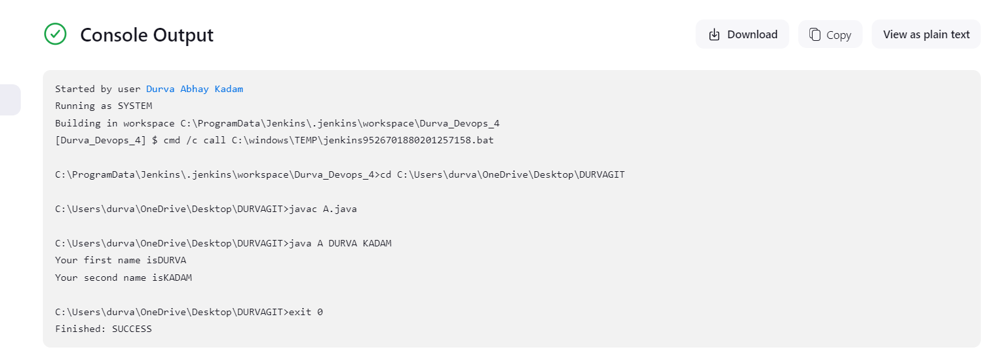 Console Output
Download
Copy
View as plain text
Started by user Durva Abhay Kadam
Running as SYSTEM
Building in workspace C:\ProgramData\Jenkins\.jenkins\workspace\Durva_Devops_4
[Durva_Devops_4] $ cmd /c call C:\windows\TEMP\jenkins9526701880201257158.bat
C:\ProgramData\Jenkins\.jenkins\workspace\Durva_Devops_4>cd C:\Users\durva\OneDrive\Desktop\DURVAGIT
C:\Users\durva\OneDrive\Desktop\DURVAGIT>javac A.java
C:\Users\durva\OneDrive\Desktop\DURVAGIT>java A DURVA KADAM
Your first name isDURVA
Your second name isKADAM
C:\Users\durva\OneDrive\Desktop\DURVAGIT>exit 0
Finished: SUCCESS